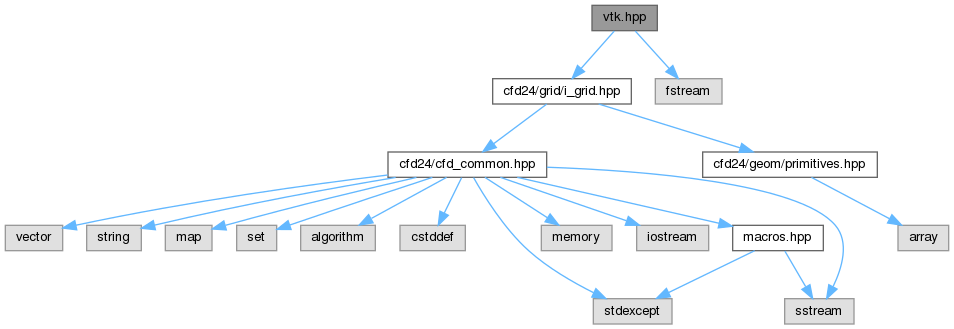 vtk.hpp
cfd24/grid/i_grid.hpp
fstream
cfd24/cfd_common.hpp
cfd24/geom/primitives.hpp
vector
string
map
set
algorithm
cstddef
memory
iostream
macros.hpp
array
stdexcept
sstream